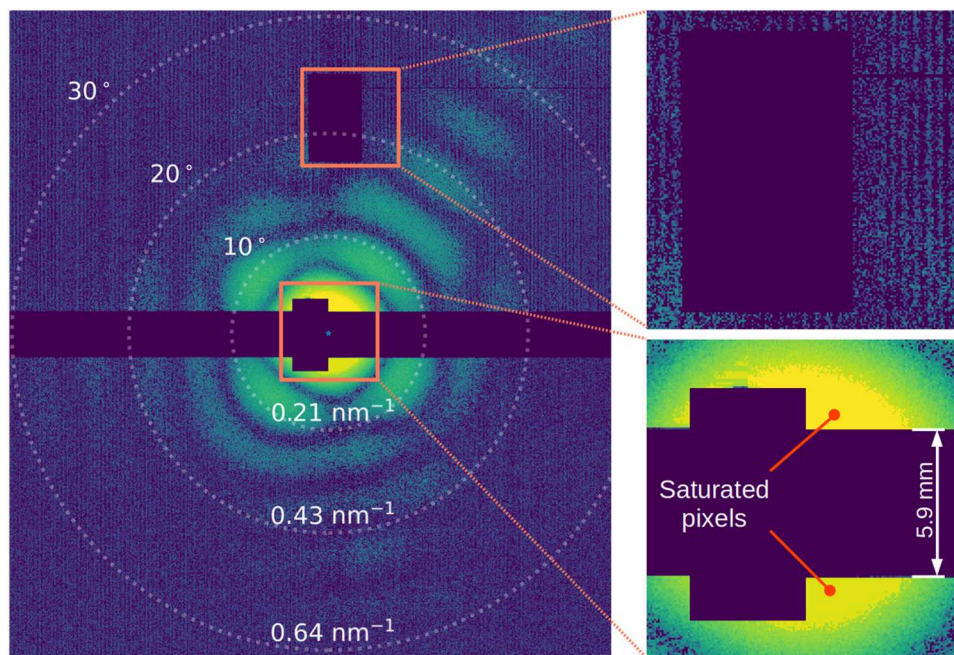 30°
20°
10°
0.21 nm⁻¹
0.43 nm⁻¹
0.64 nm⁻¹
Saturated
pixels
5.9 mm